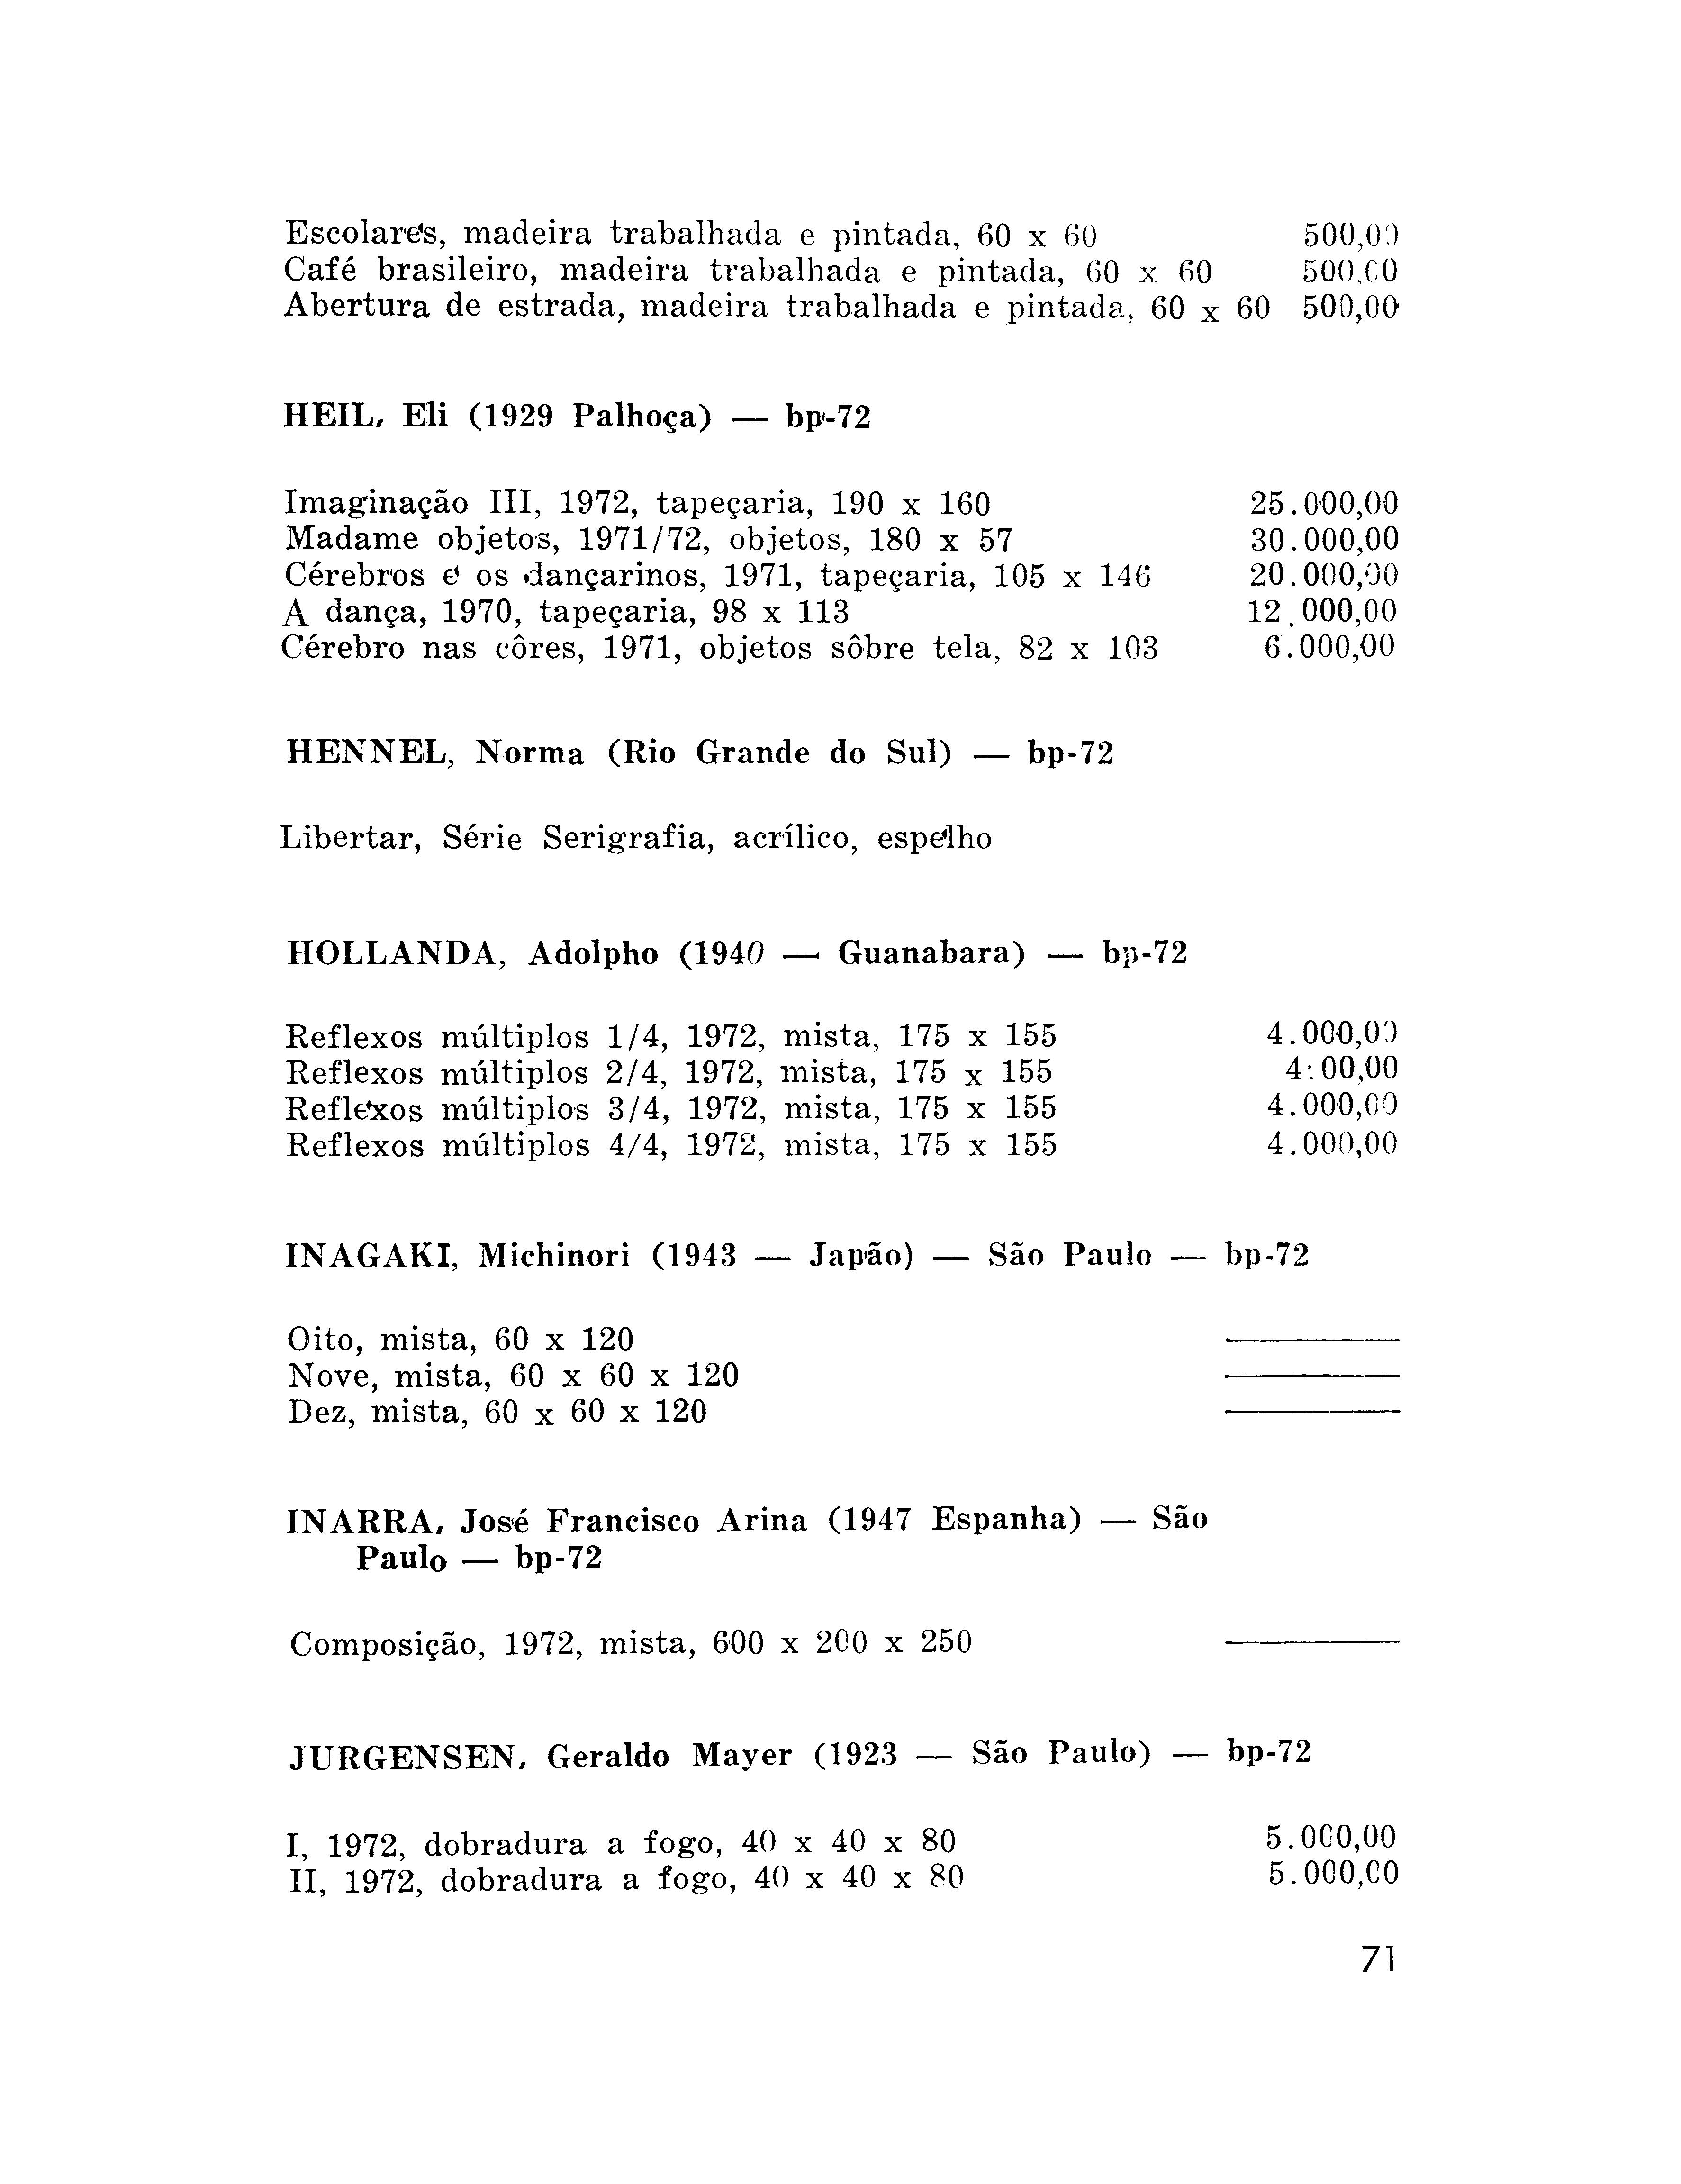 Escolares, madeira trabalhada e pintada, 60 x 60 500,00
Café brasileiro, madeira trabalhada e pintada, 60 x 60 500,00
Abertura de estrada, madeira trabalhada e pintada, 60 x 60 500,00
HEIL, Eli (1929 Palhoça) — bp-72
Imaginação III, 1972, tapeçaria, 190 x 160 25.000,00
Madame objetos, 1971/72, objetos, 180 x 57 30.000,00
Cérebros e os dançarinos, 1971, tapeçaria, 105 x 146 20.000,00
A dança, 1970, tapeçaria, 98 x 113 12.000,00
Cérebro nas côres, 1971, objetos sôbre tela, 82 x 103 6.000,00
HENNEL, Norma (Rio Grande do Sul) — bp-72
Libertar, Série Serigrafia, acrílico, espelho
HOLLANDA, Adolpho (1940 — Guanabara) — bp-72
Reflexos múltiplos 1/4, 1972, mista, 175 x 155 4.000,00
Reflexos múltiplos 2/4, 1972, mista, 175 x 155 4:00,00
Reflexos múltiplos 3/4, 1972, mista, 175 x 155 4.000,00
Reflexos múltiplos 4/4, 1972, mista, 175 x 155 4.000,00
INAGAKI, Michinori (1943 — Japão) — São Paulo — bp-72
Oito, mista, 60 x 120 ————
Nove, mista, 60 x 60 x 120 ————
Dez, mista, 60 x 60 x 120 ————
INARRA, José Francisco Arina (1947 Espanha) — São
Paulo — bp-72
Composição, 1972, mista, 600 x 200 x 250 ————
JURGENSEN, Geraldo Mayer (1923 — São Paulo) — bp-72
I, 1972, dobradura a fogo, 40 x 40 x 80 5.000,00
II, 1972, dobradura a fogo, 40 x 40 x 80 5.000,00
71